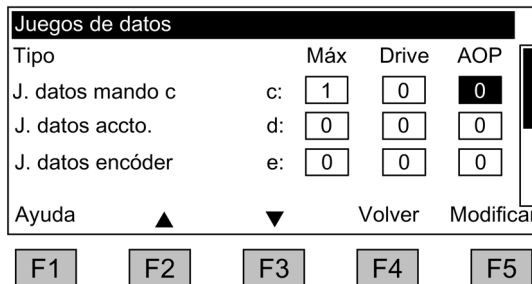 Juegos de datos
Tipo Máx Drive AOP
J. datos mando c c: 1 0 0
J. datos accto. d: 0 0 0
J. datos encóder e: 0 0 0
Ayuda ▲ ▼ Volver Modificar
F1 F2 F3 F4 F5